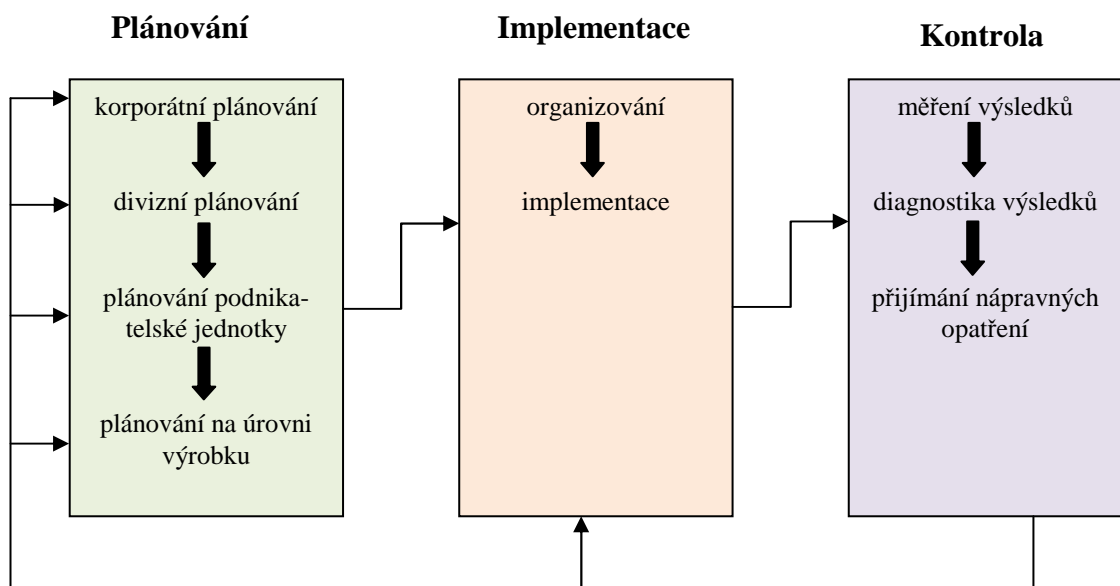 Plánování
korporátní plánování
divizní plánování
plánování podnika-
telské jednotky
plánování na úrovni
výrobku
Implementace
organizování
implementace
Kontrola
měření výsledků
diagnostika výsledků
přijímání nápravných
opatření